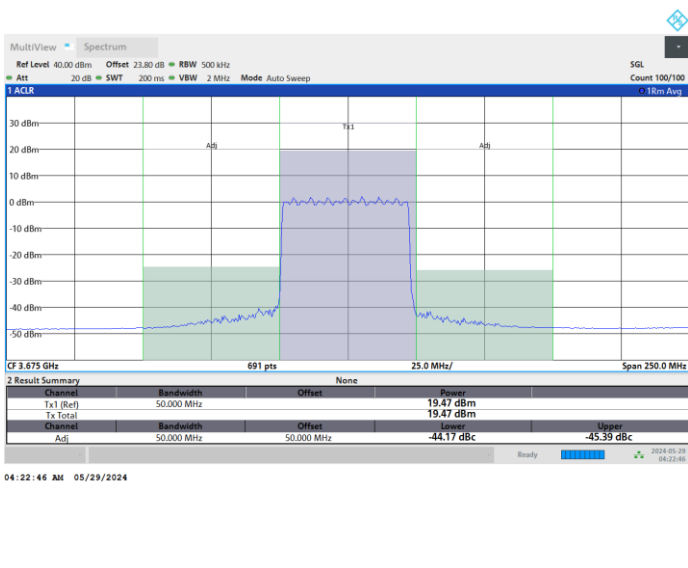 MultiView Spectrum
Ref Level 40.00 dBm Offset 23.80 dB RBW 500 kHz SGL
Att 20 dB SWT 200 ms VBW 2 MHz Mode Auto Sweep Count 100/100
1 ACLR 1Rm Avg
30 dBm
Tx1
20 dBm Adj Adj
10 dBm
0 dBm
-10 dBm
-20 dBm
-30 dBm
-40 dBm
-50 dBm
CF 3.675 GHz 691 pts 25.0 MHz/ Span 250.0 MHz
2 Result Summary None
Channel Bandwidth Offset Power
Tx1 (Ref) 50.000 MHz 19.47 dBm
Tx Total 19.47 dBm
Channel Bandwidth Offset Lower Upper
Adj 50.000 MHz 50.000 MHz -44.17 dBc -45.39 dBc
Ready 2024-05-29
04:22:46
04:22:46 AM 05/29/2024